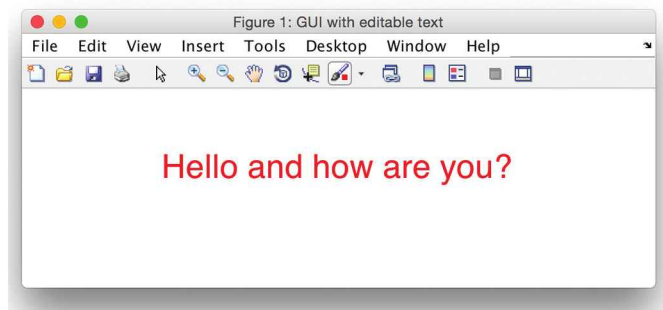 Figure 1: GUI with editable text
File Edit View Insert Tools Desktop Window Help
Hello and how are you?